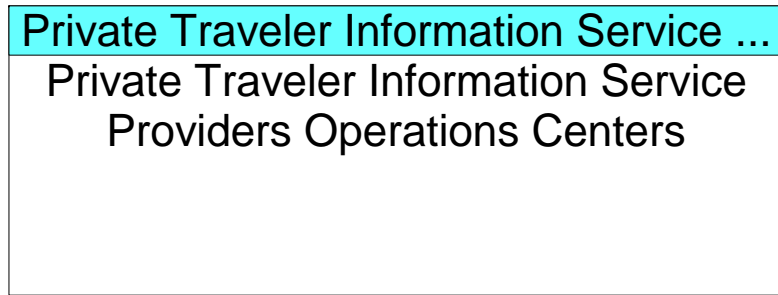 Private Traveler Information Service ...
Private Traveler Information Service
Providers Operations Centers